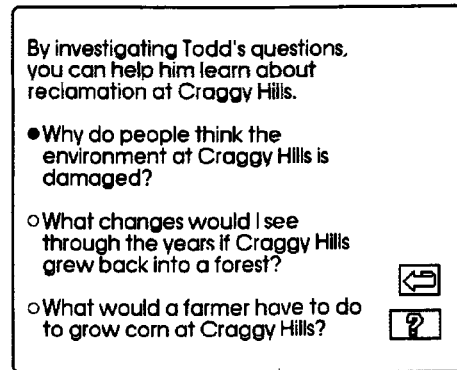 By investigating Todd's questions,
you can help him learn about
reclamation at Craggy Hills.
●Why do people think the
environment at Craggy Hills is
damaged?
○What changes would I see
through the years if Craggy Hills
grew back into a forest?
○What would a farmer have to do
to grow corn at Craggy Hills?
?